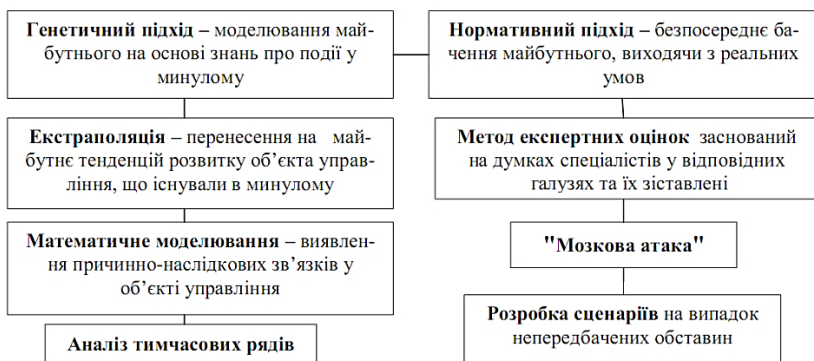 Генетичний підхід – моделювання май-
бутнього на основі знань про події у
минулому
Екстраполяція – перенесення на май-
бутнє тенденцій розвитку об’єкта управ-
ління, що існували в минулому
Математичне моделювання – виявлен-
ня причинно-наслідкових зв’язків у
об’єкті управління
Аналіз тимчасових рядів
Нормативний підхід – безпосереднє ба-
чення майбутнього, виходячи з реальних
умов
Метод експертних оцінок заснований
на думках спеціалістів у відповідних
галузях та їх зіставлені
"Мозкова атака"
Розробка сценаріїв на випадок
непередбачених обставин